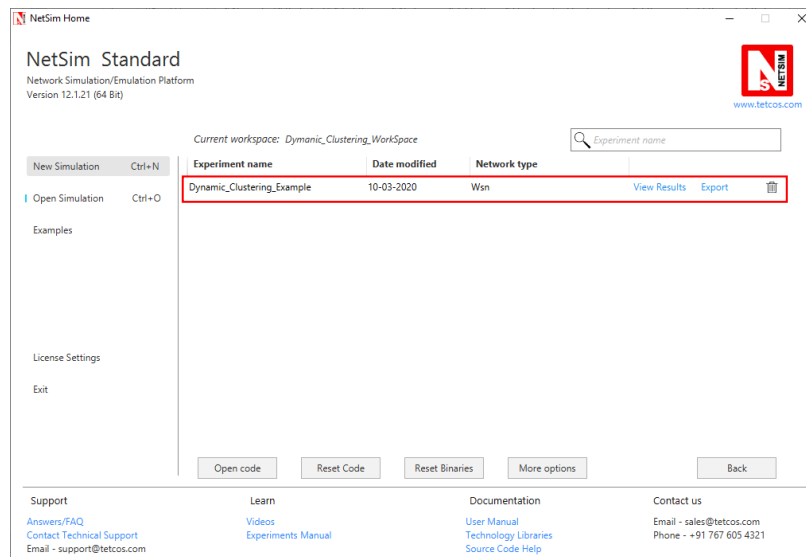 NetSim Home
NetSim Standard
Network Simulation/Emulation Platform
Version 12.1.21 (64 Bit)
NETSIM
www.tetcos.com
Current workspace: Dymanic_Clustering_WorkSpace
Experiment name
New Simulation Ctrl+N
Experiment name Date modified Network type
Dynamic_Clustering_Example 10-03-2020 Wsn View Results Export
Open Simulation Ctrl+O
Examples
License Settings
Exit
Open code Reset Code Reset Binaries More options Back
Support Learn Documentation Contact us
Answers/FAQ Videos User Manual Email - sales@tetcos.com
Contact Technical Support Experiments Manual Technology Libraries Phone - +91 767 605 4321
Email - support@tetcos.com Source Code Help